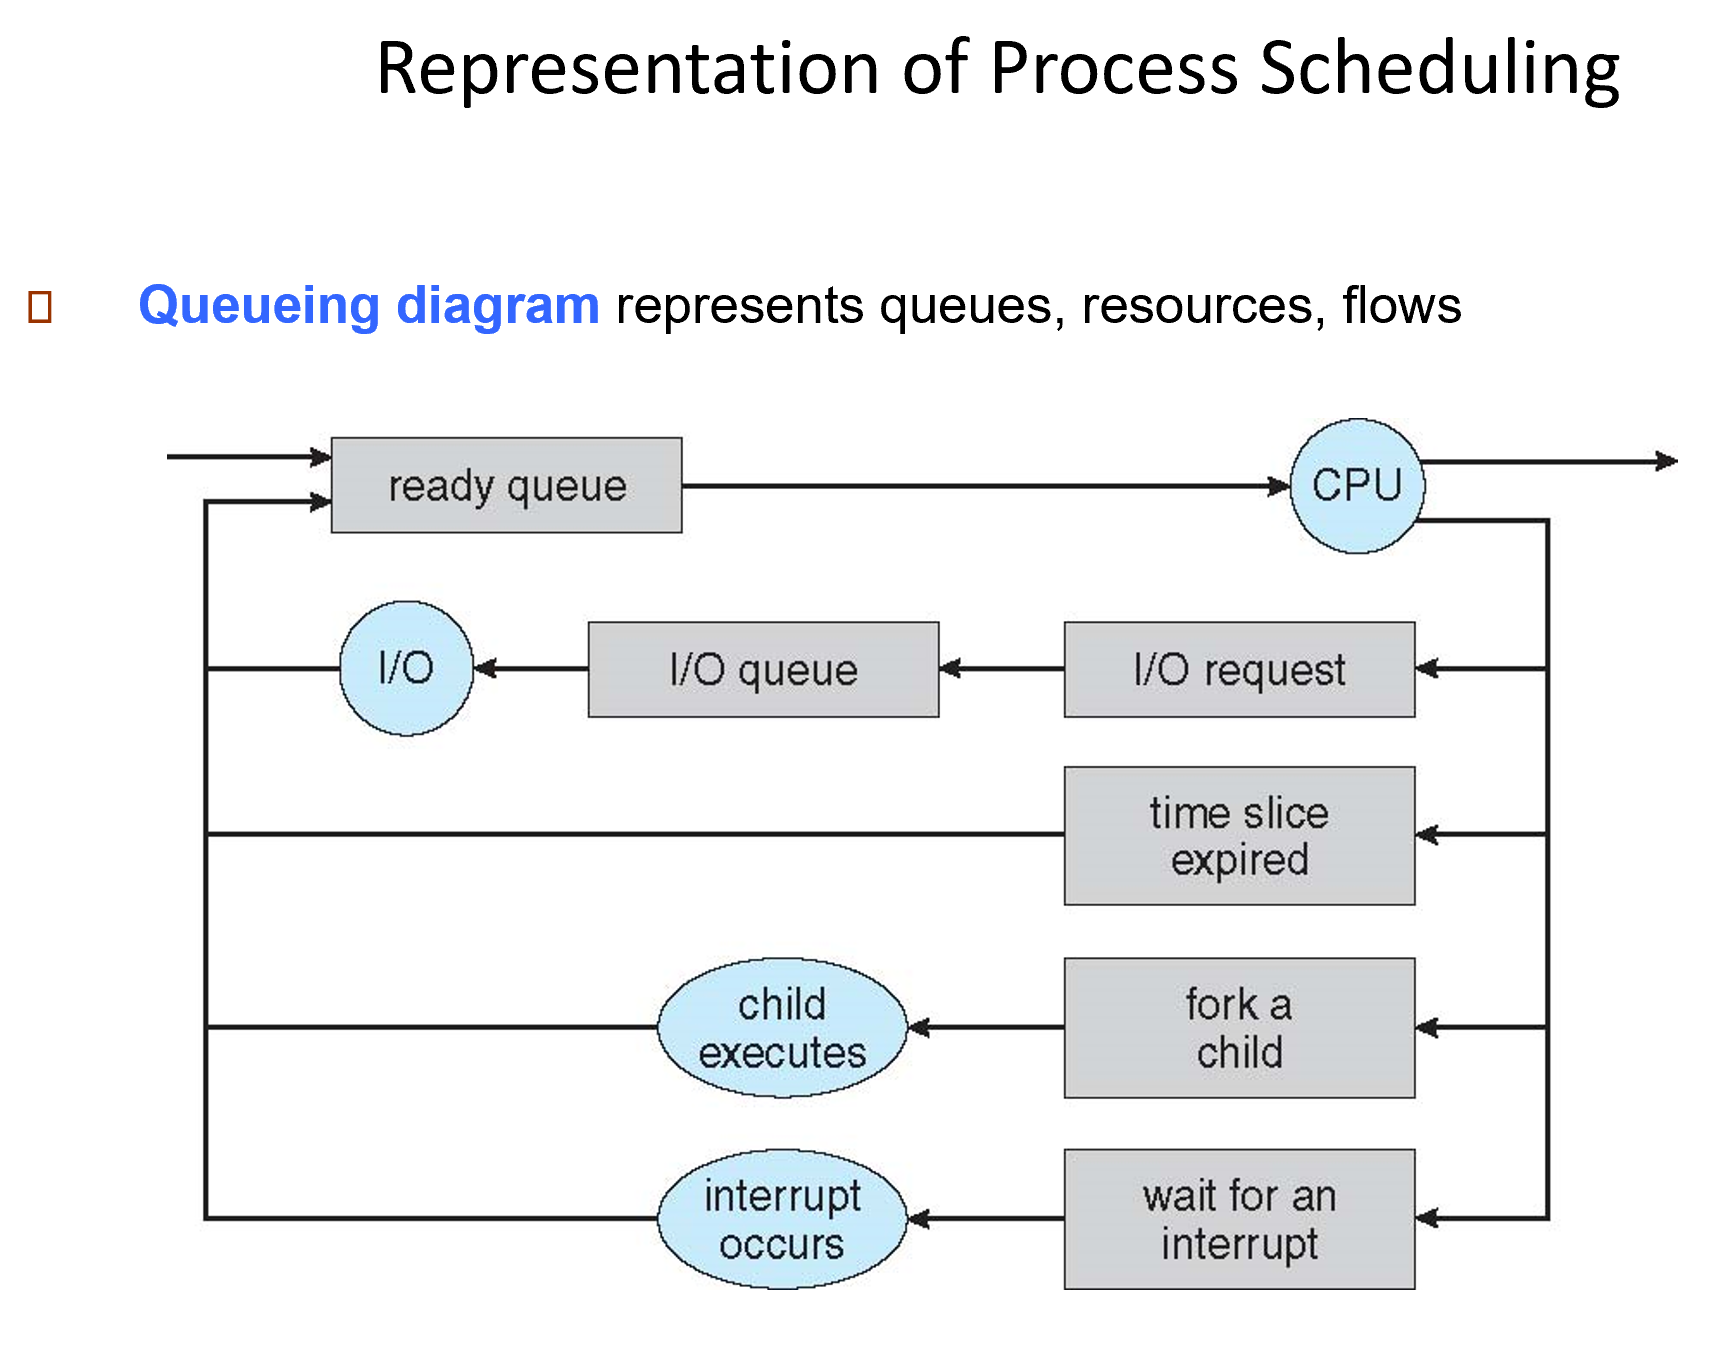 Representation of Process Scheduling
Queueing diagram represents queues, resources, flows
ready queue
CPU
I/O
I/O queue
I/O request
time slice
expired
child
executes
fork a
child
interrupt
occurs
wait for an
interrupt